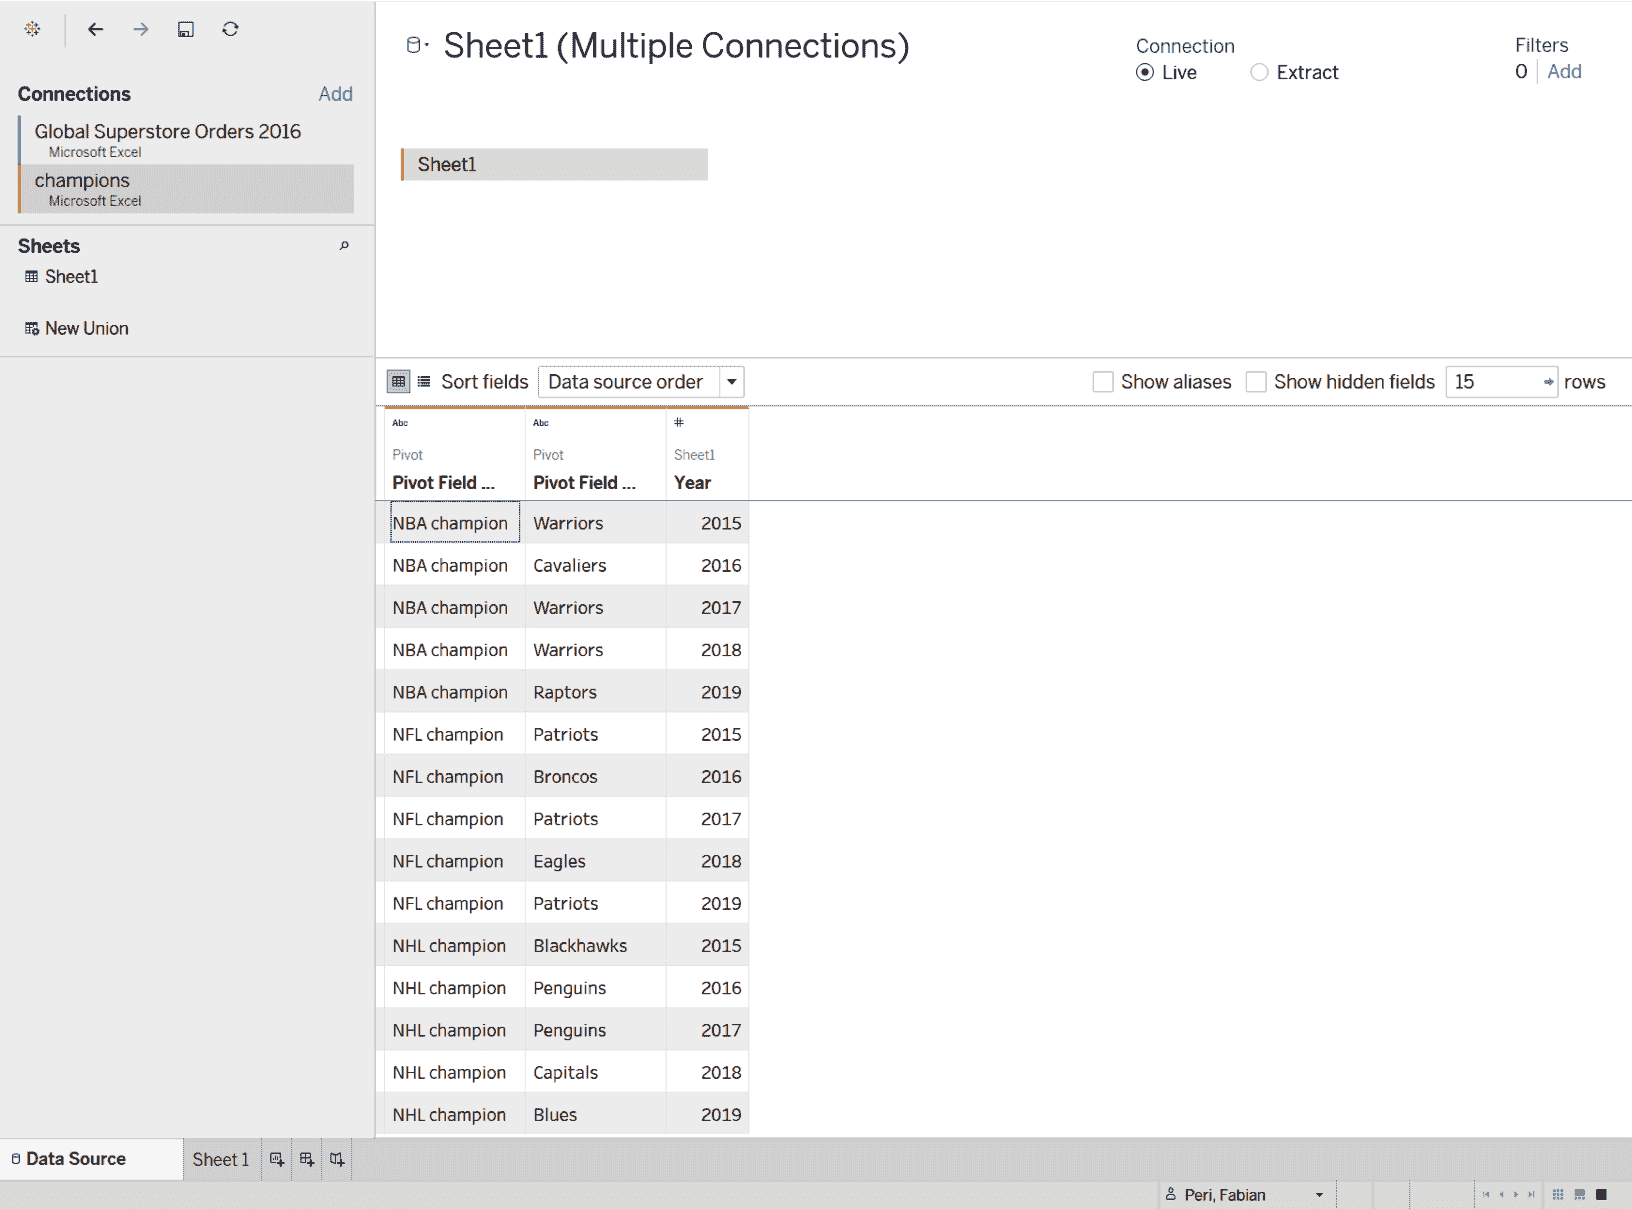 Sheet1 (Multiple Connections)
Connection
Live Extract
Filters
0 Add
Connections Add
Global Superstore Orders 2016
Microsoft Excel
champions
Microsoft Excel
Sheets
Sheet1
New Union
Sheet1
Sort fields Data source order Show aliases Show hidden fields 15 rows
Abc Abc #
Pivot Pivot Sheet1
Pivot Field ... Pivot Field ... Year
NBA champion Warriors 2015
NBA champion Cavaliers 2016
NBA champion Warriors 2017
NBA champion Warriors 2018
NBA champion Raptors 2019
NFL champion Patriots 2015
NFL champion Broncos 2016
NFL champion Patriots 2017
NFL champion Eagles 2018
NFL champion Patriots 2019
NHL champion Blackhawks 2015
NHL champion Penguins 2016
NHL champion Penguins 2017
NHL champion Capitals 2018
NHL champion Blues 2019
Data Source Sheet 1
Peri, Fabian